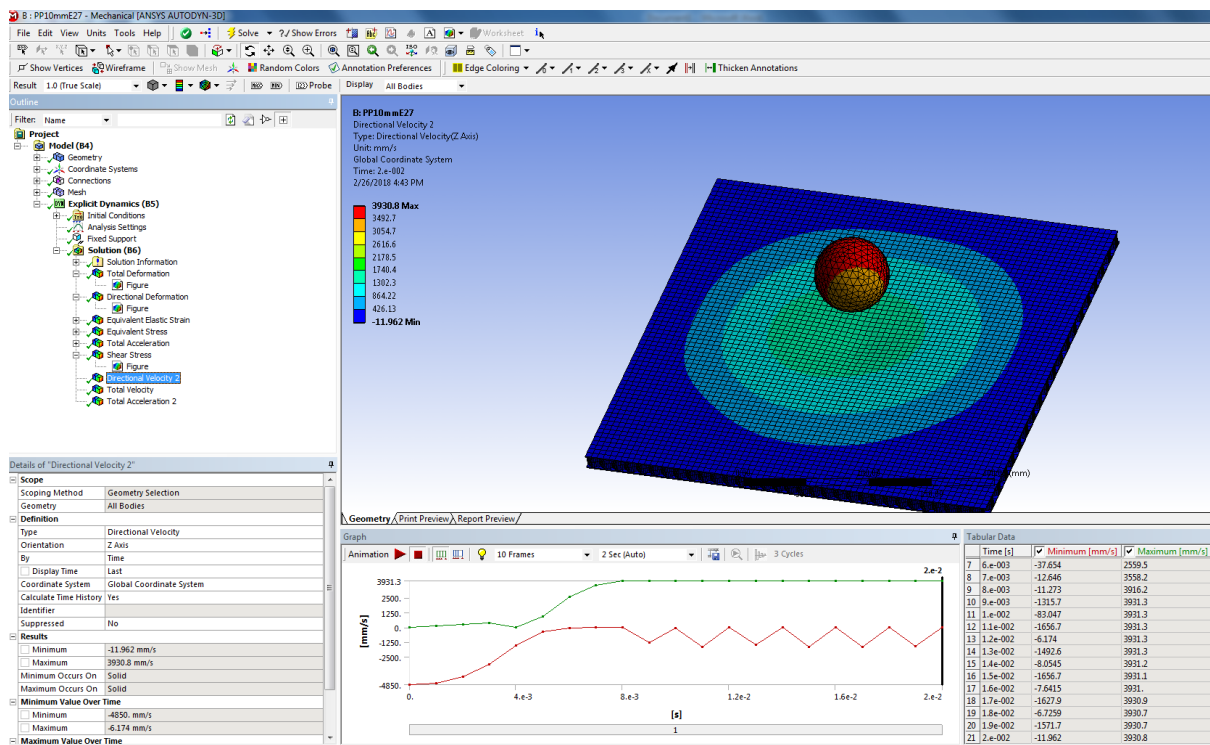 B : PP10mmE27 - Mechanical [ANSYS AUTODYN-3D]
File Edit View Units Tools Help Solve ?/ Show Errors A Worksheet
Show Vertices Wireframe Show Mesh Random Colors Annotation Preferences Edge Coloring Thicken Annotations
Result 1.0 (True Scale) MAX MIN Probe Display All Bodies
Outline
Filter: Name
Project
Model (B4)
Geometry
Coordinate Systems
Connections
Mesh
Explicit Dynamics (B5)
Initial Conditions
Analysis Settings
Fixed Support
Solution (B6)
Solution Information
Total Deformation
Figure
Directional Deformation
Figure
Equivalent Elastic Strain
Equivalent Stress
Total Acceleration
Shear Stress
Figure
Directional Velocity 2
Total Velocity
Total Acceleration 2
B: PP10mmE27
Directional Velocity 2
Type: Directional Velocity(Z Axis)
Unit: mm/s
Global Coordinate System
Time: 2.e-002
2/26/2018 4:43 PM
3930.8 Max
3492.7
3054.7
2616.6
2178.5
1740.4
1302.3
864.22
426.13
-11.962 Min
(mm)
Geometry Print Preview Report Preview
Details of "Directional Velocity 2"
Scope
Scoping Method Geometry Selection
Geometry All Bodies
Definition
Type Directional Velocity
Orientation Z Axis
By Time
Display Time Last
Coordinate System Global Coordinate System
Calculate Time History Yes
Identifier
Suppressed No
Results
Minimum -11.962 mm/s
Maximum 3930.8 mm/s
Minimum Occurs On Solid
Maximum Occurs On Solid
Minimum Value Over Time
Minimum -4850. mm/s
Maximum -6.174 mm/s
Maximum Value Over Time
Graph
Animation 10 Frames 2 Sec (Auto) 3 Cycles
2.e-2
3931.3
2500.
1250.
0.
-1250.
-2500.
-4850.
[mm/s]
0. 4.e-3 8.e-3 1.2e-2 1.6e-2 2.e-2
[s]
1
Tabular Data
Time [s] Minimum [mm/s] Maximum [mm/s]
7 6.e-003 -37.654 2559.5
8 7.e-003 -12.646 3558.2
9 8.e-003 -11.273 3916.2
10 9.e-003 -1315.7 3931.3
11 1.e-002 -83.047 3931.3
12 1.1e-002 -1656.7 3931.3
13 1.2e-002 -6.174 3931.3
14 1.3e-002 -1492.6 3931.3
15 1.4e-002 -8.0545 3931.2
16 1.5e-002 -1656.7 3931.1
17 1.6e-002 -7.6415 3931.
18 1.7e-002 -1627.9 3930.9
19 1.8e-002 -6.7259 3930.7
20 1.9e-002 -1571.7 3930.7
21 2.e-002 -11.962 3930.8